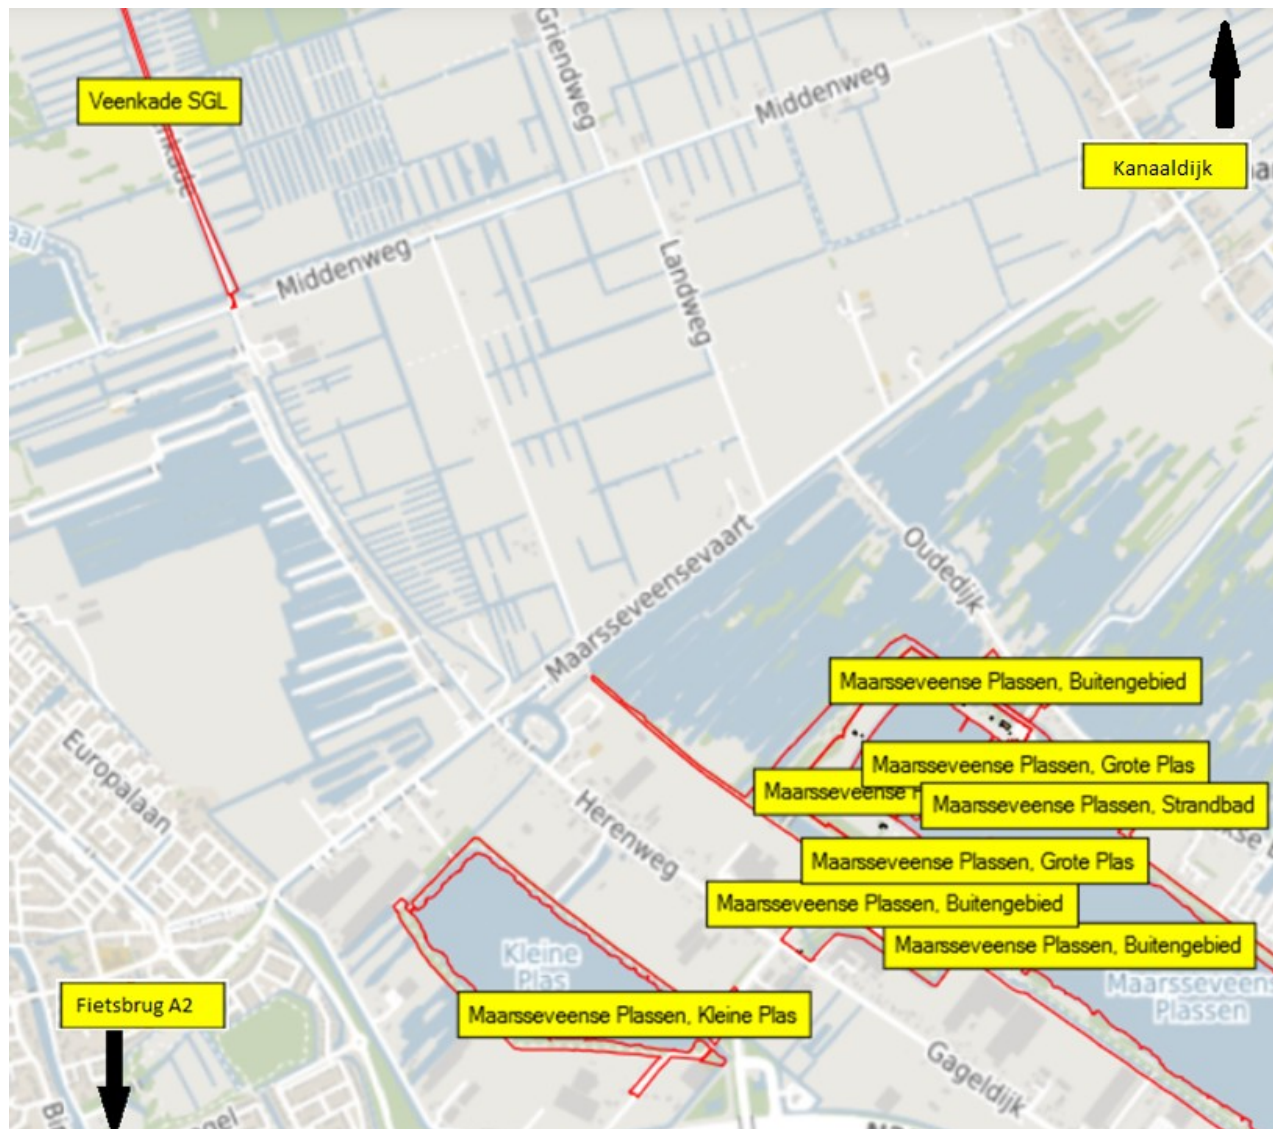 Griendweg
Middenweg
Veenkade SGL
Kanaaldijk
Middenweg
Landweg
Oudedijk
Maarsseveensevaart
Maarsseveense Plassen, Buitengebied
Europalaan
Maarsseveense Plassen, Grote Plas
Maarsseveense
Maarsseveense Plassen, Strandbad
Herenweg
Maarsseveense Plassen, Grote Plas
Maarsseveense Plassen, Buitengebied
Maarsseveense Plassen, Buitengebied
Kleine
Plas
Maarsseveens
Plassen
Fietsbrug A2
Maarsseveense Plassen, Kleine Plas
Gageldijk